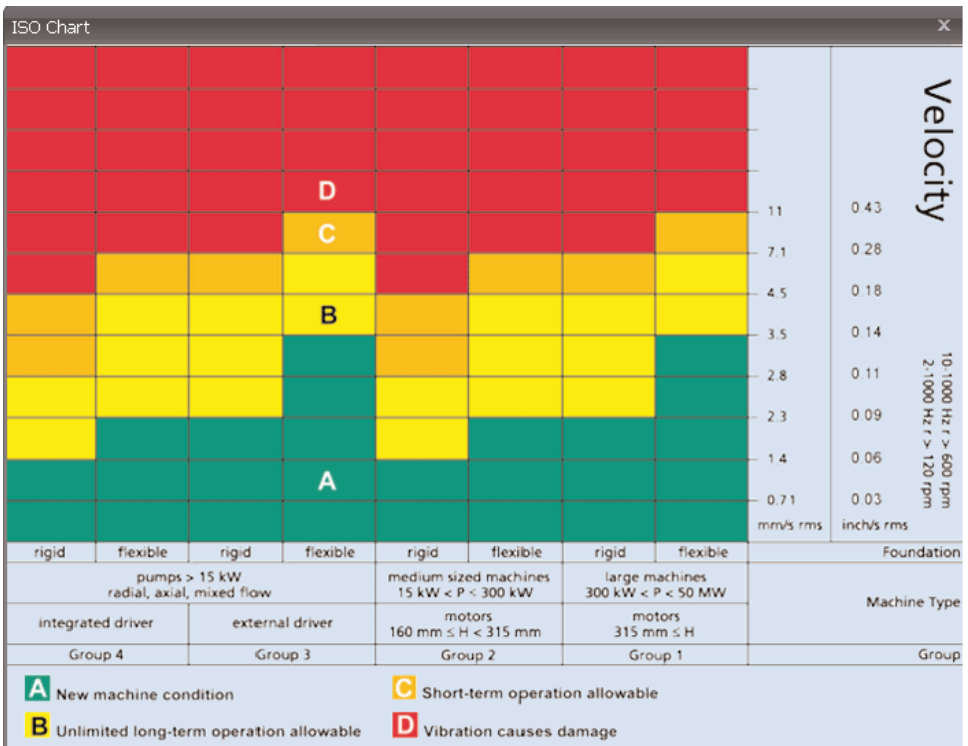 ISO Chart
x
D
C
B
A
11
7.1
4.5
3.5
2.8
2.3
1.4
0.71
mm/s rms
0.43
0.28
0.18
0.14
0.11
0.09
0.06
0.03
inch/s rms
Velocity
10-1000 Hz r > 600 rpm
2-1000 Hz r > 120 rpm
rigid flexible rigid flexible rigid flexible rigid flexible Foundation
pumps > 15 kW
radial, axial, mixed flow
medium sized machines
15 kW < P ≤ 300 kW
large machines
300 kW < P < 50 MW
Machine Type
integrated driver
external driver
motors
160 mm ≤ H < 315 mm
motors
315 mm ≤ H
Group 4 Group 3 Group 2 Group 1 Group
A New machine condition
B Unlimited long-term operation allowable
C Short-term operation allowable
D Vibration causes damage